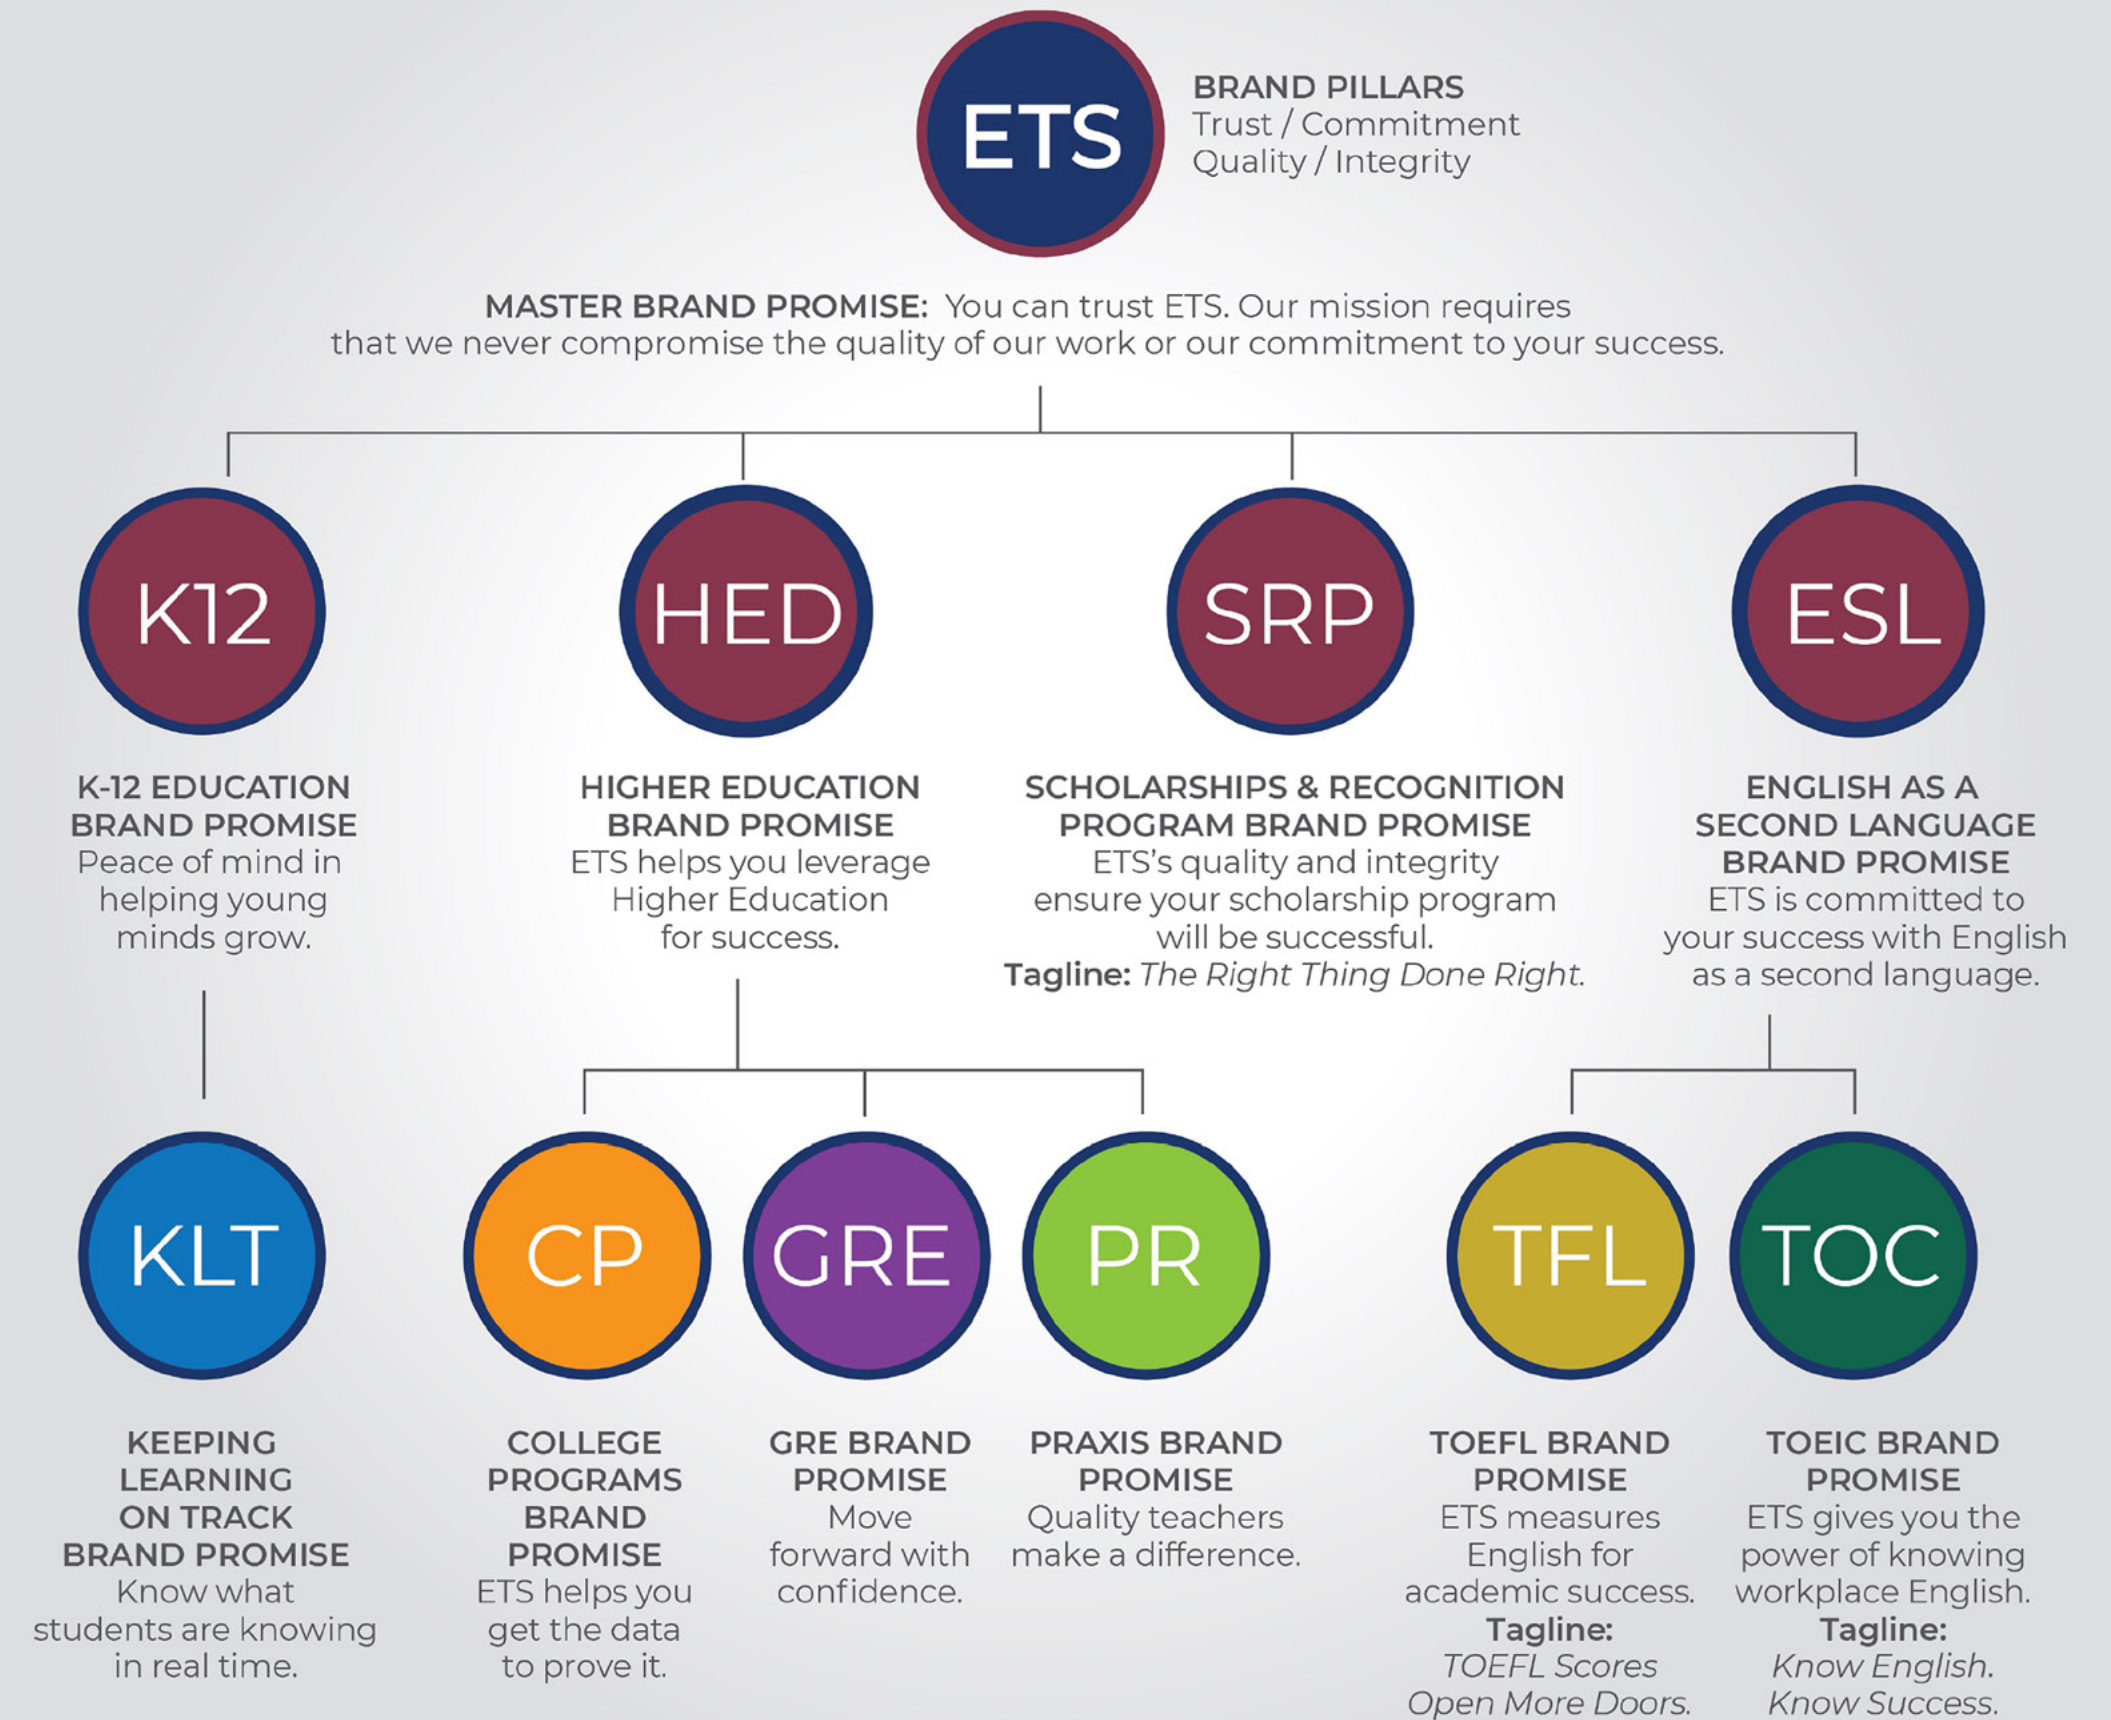 ETS
BRAND PILLARS
Trust / Commitment
Quality / Integrity
MASTER BRAND PROMISE: You can trust ETS. Our mission requires
that we never compromise the quality of our work or our commitment to your success.
K12
K-12 EDUCATION
BRAND PROMISE
Peace of mind in
helping young
minds grow.
HED
HIGHER EDUCATION
BRAND PROMISE
ETS helps you leverage
Higher Education
for success.
SRP
SCHOLARSHIPS & RECOGNITION
PROGRAM BRAND PROMISE
ETS's quality and integrity
ensure your scholarship program
will be successful.
Tagline: The Right Thing Done Right.
ESL
ENGLISH AS A
SECOND LANGUAGE
BRAND PROMISE
ETS is committed to
your success with English
as a second language.
KLT
KEEPING
LEARNING
ON TRACK
BRAND PROMISE
Know what
students are knowing
in real time.
CP
COLLEGE
PROGRAMS
BRAND
PROMISE
ETS helps you
get the data
to prove it.
GRE
GRE BRAND
PROMISE
Move
forward with
confidence.
PR
PRAXIS BRAND
PROMISE
Quality teachers
make a difference.
TFL
TOEFL BRAND
PROMISE
ETS measures
English for
academic success.
Tagline:
TOEFL Scores
Open More Doors.
TOC
TOEIC BRAND
PROMISE
ETS gives you the
power of knowing
workplace English.
Tagline:
Know English.
Know Success.